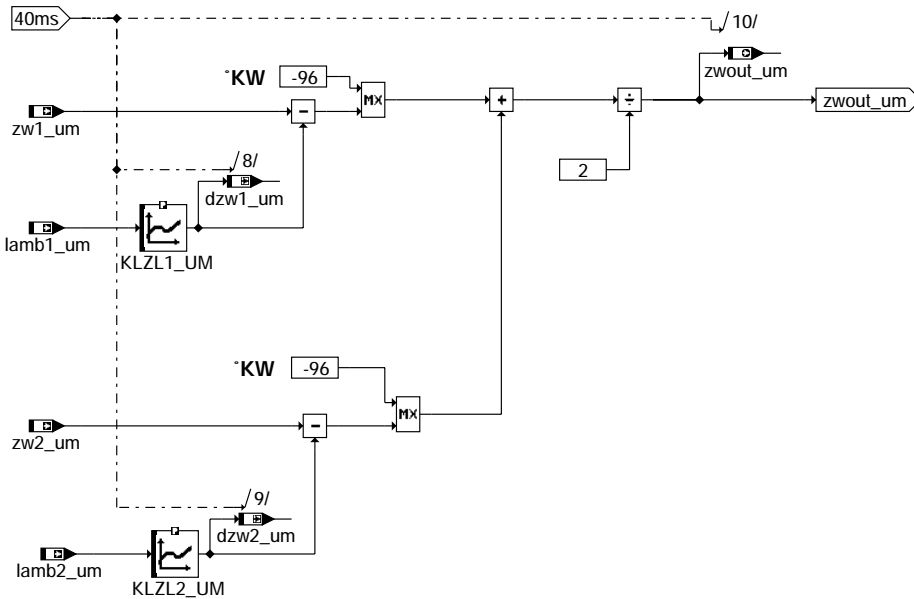 40ms
/10/
zwout_um
°KW
-96
MX
+
÷
zwout_um
zw1_um
-
/8/
2
dzw1_um
lamb1_um
KLZL1_UM
°KW
-96
MX
zw2_um
-
/9/
dzw2_um
lamb2_um
KLZL2_UM